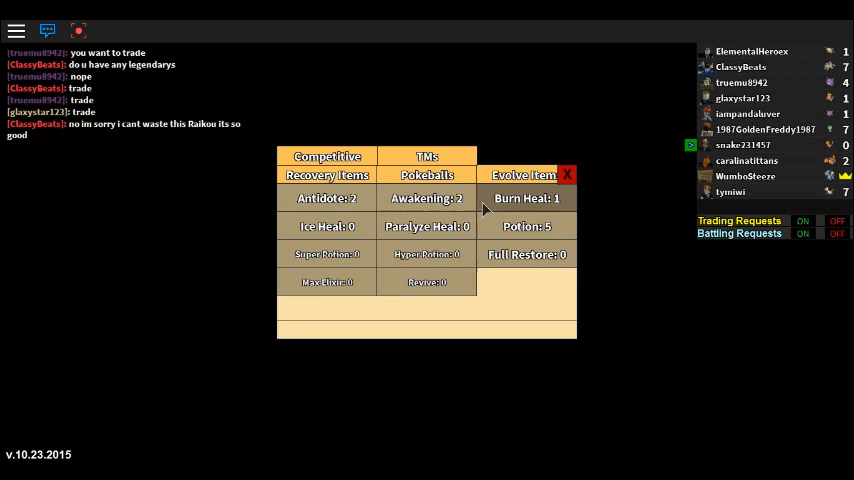 [truemu8942]: you want to trade
[ClassyBeats]: do u have any legendarys
[truemu8942]: nope
[ClassyBeats]: trade
[truemu8942]: trade
[glaxystar123]: trade
[ClassyBeats]: no im sorry i cant waste this Raikou its so
good
ElementalHeroex 1
ClassyBeats 7
truemu8942 4
glaxystar123 1
iampandaluver 1
1987GoldenFreddy1987 7
> snake231457 0
caralinatittans 2
WumboSteeze
tymiwi 7
Trading Requests ON OFF
Battling Requests ON OFF
Competitive TMs
Recovery Items Pokeballs Evolve Item X
Antidote: 2 Awakening: 2 Burn Heal: 1
Ice Heal: 0 Paralyze Heal: 0 Potion: 5
Super Potion: 0 Hyper Potion: 0 Full Restore: 0
Max Elixir: 0 Revive: 0
v.10.23.2015